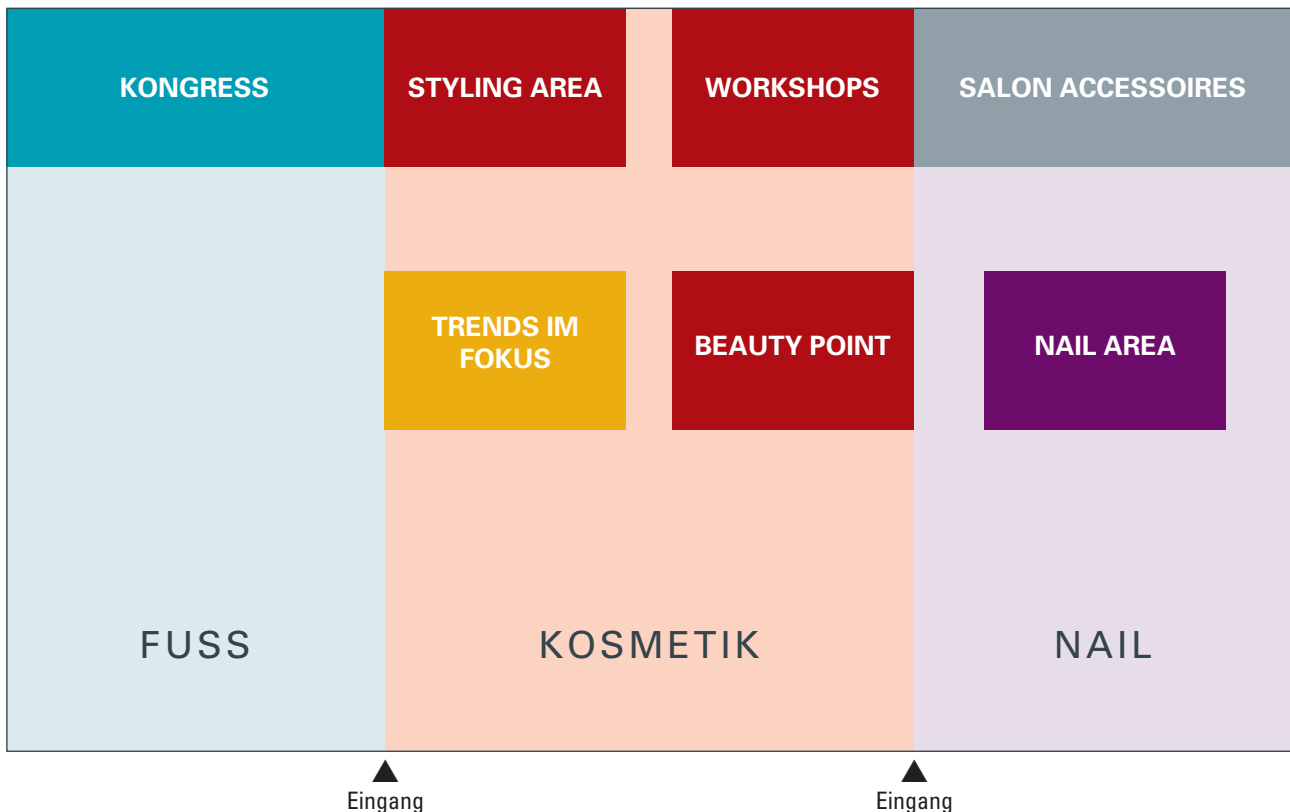 KONGRESS
STYLING AREA
WORKSHOPS
SALON ACCESSOIRES
TRENDS IM
FOKUS
BEAUTY POINT
NAIL AREA
FUSS
KOSMETIK
NAIL
Eingang
Eingang